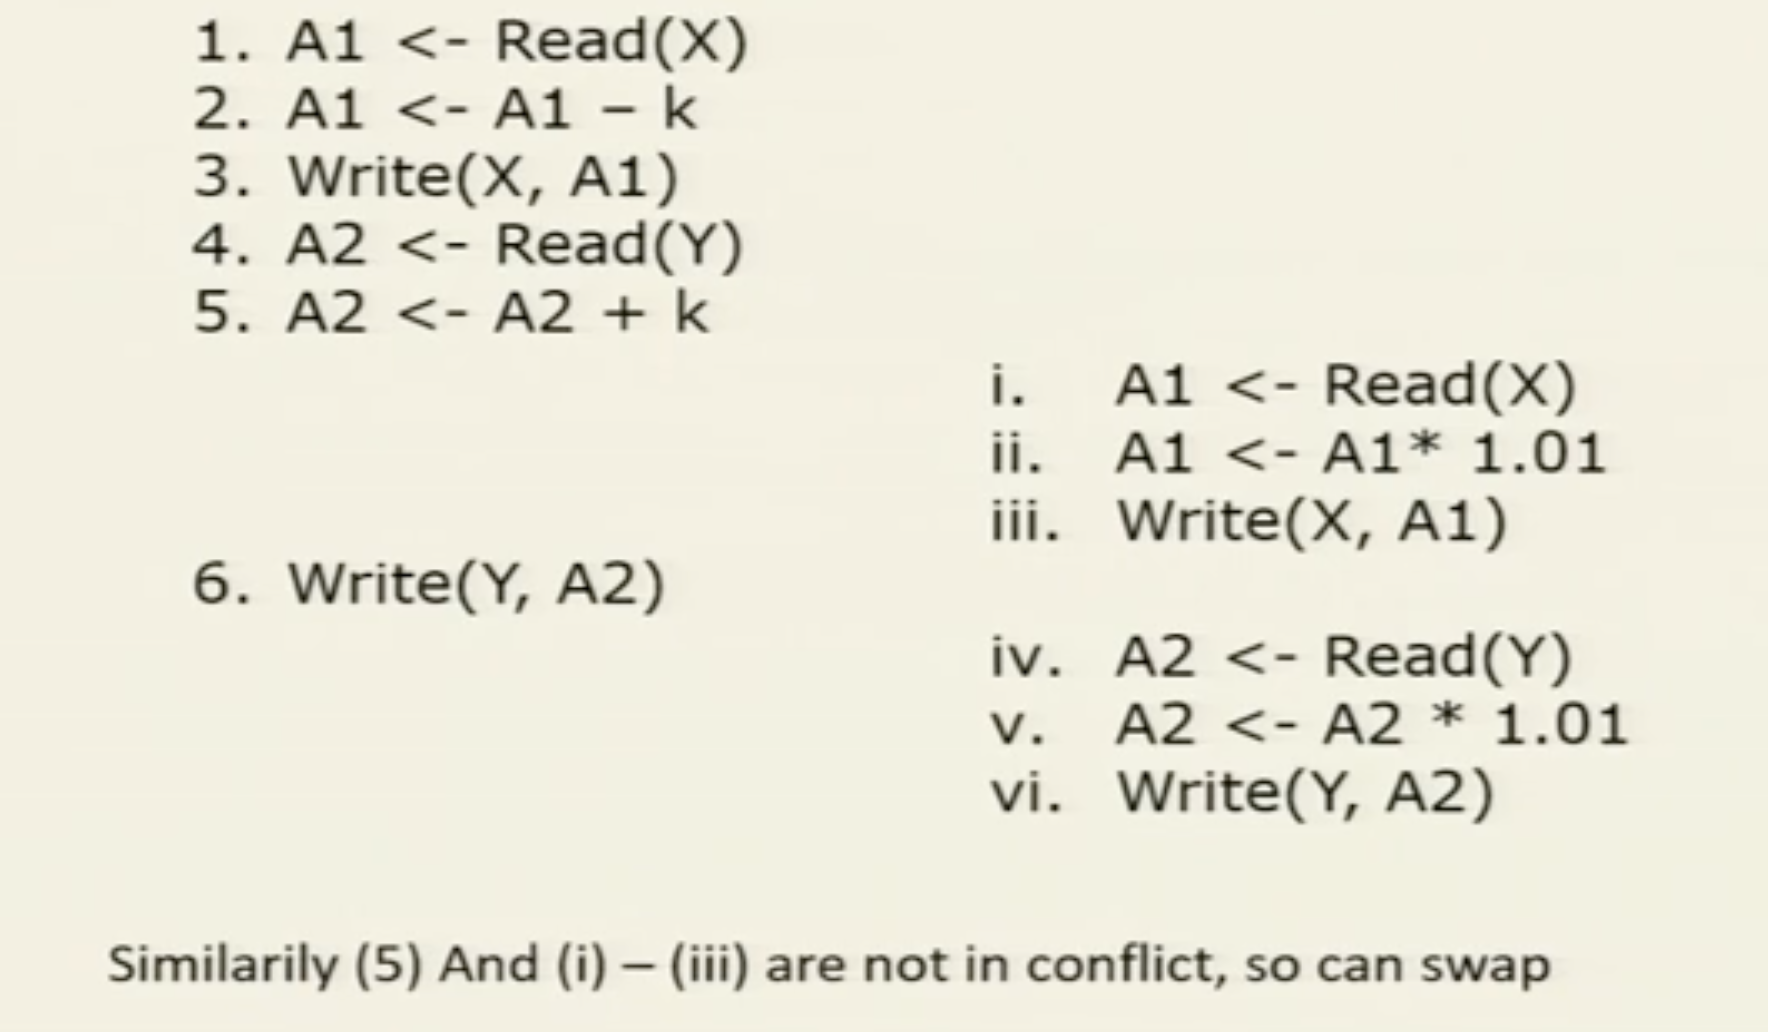 1. A1 <- Read(X)
2. A1 <- A1 – k
3. Write(X, A1)
4. A2 <- Read(Y)
5. A2 <- A2 + k
i. A1 <- Read(X)
ii. A1 <- A1* 1.01
iii. Write(X, A1)
6. Write(Y, A2)
iv. A2 <- Read(Y)
v. A2 <- A2 * 1.01
vi. Write(Y, A2)
Similarily (5) And (i) – (iii) are not in conflict, so can swap